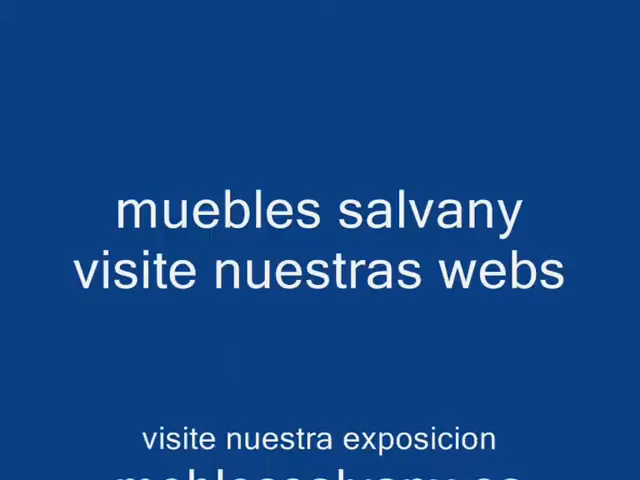 muebles salvany
visite nuestras webs
visite nuestra exposicion